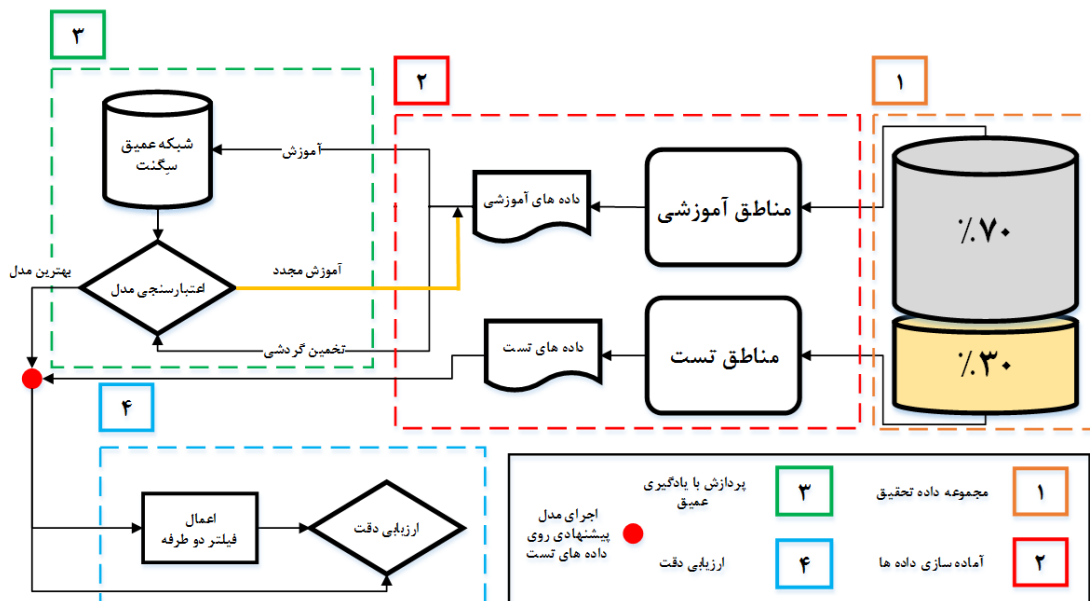 ۱
۲
۳
٪۷۰
٪۳۰
مناطق آموزشی
داده های آموزشی
مناطق تست
داده های تست
آموزش
شبکه عمیق
سِگنت
بهترین مدل
اعتبارسنجی مدل
آموزش مجدد
تخمین گردشی
۴
اعمال
فیلتر دو طرفه
ارزیابی دقت
۱
مجموعه داده تحقیق
۲
آماده سازی داده ها
۳
پردازش با یادگیری
عمیق
۴
ارزیابی دقت
اجرای مدل
پیشنهادی روی
داده های تست